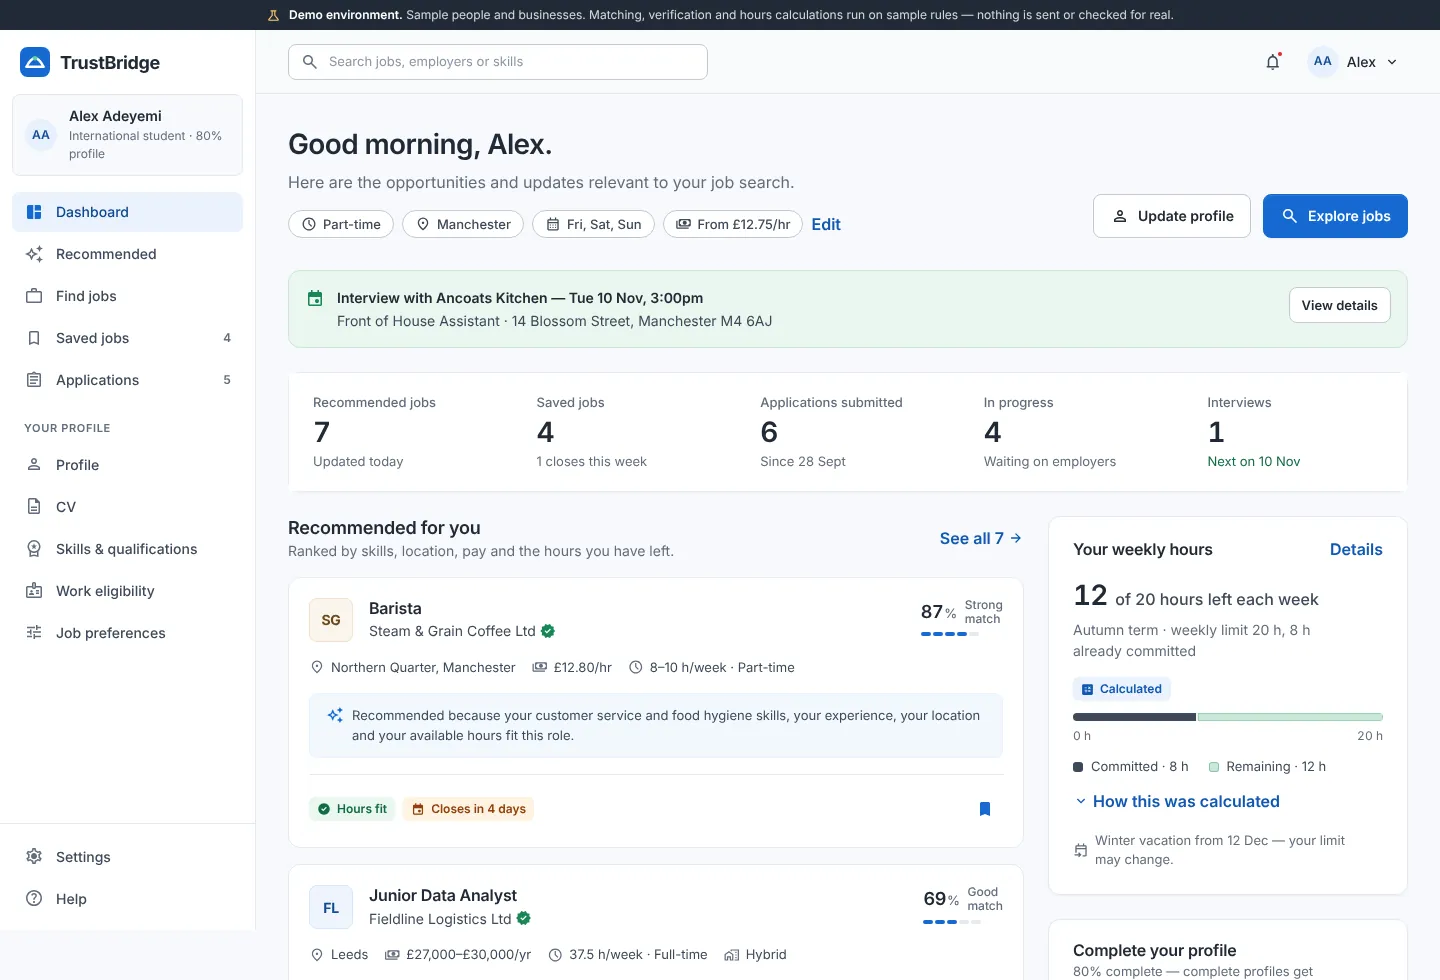 Demo environment. Sample people and businesses. Matching, verification and hours calculations run on sample rules — nothing is sent or checked for real.
TrustBridge
Search jobs, employers or skills
AA
Alex
AA
Alex Adeyemi
International student · 80%
profile
Dashboard
Recommended
Find jobs
Saved jobs 4
Applications 5
YOUR PROFILE
Profile
CV
Skills & qualifications
Work eligibility
Job preferences
Settings
Help
Good morning, Alex.
Here are the opportunities and updates relevant to your job search.
Part-time
Manchester
Fri, Sat, Sun
From £12.75/hr
Edit
Update profile
Explore jobs
Interview with Ancoats Kitchen — Tue 10 Nov, 3:00pm
Front of House Assistant · 14 Blossom Street, Manchester M4 6AJ
View details
Recommended jobs
7
Updated today
Saved jobs
4
1 closes this week
Applications submitted
6
Since 28 Sept
In progress
4
Waiting on employers
Interviews
1
Next on 10 Nov
Recommended for you
Ranked by skills, location, pay and the hours you have left.
See all 7
SG
Barista
Steam & Grain Coffee Ltd
87%
Strong
match
Northern Quarter, Manchester
£12.80/hr
8–10 h/week · Part-time
Recommended because your customer service and food hygiene skills, your experience, your location
and your available hours fit this role.
Hours fit
Closes in 4 days
FL
Junior Data Analyst
Fieldline Logistics Ltd
69%
Good
match
Leeds
£27,000–£30,000/yr
37.5 h/week · Full-time
Hybrid
Your weekly hours
Details
12 of 20 hours left each week
Autumn term · weekly limit 20 h, 8 h
already committed
Calculated
0 h
20 h
Committed · 8 h
Remaining · 12 h
How this was calculated
Winter vacation from 12 Dec — your limit
may change.
Complete your profile
80% complete — complete profiles get